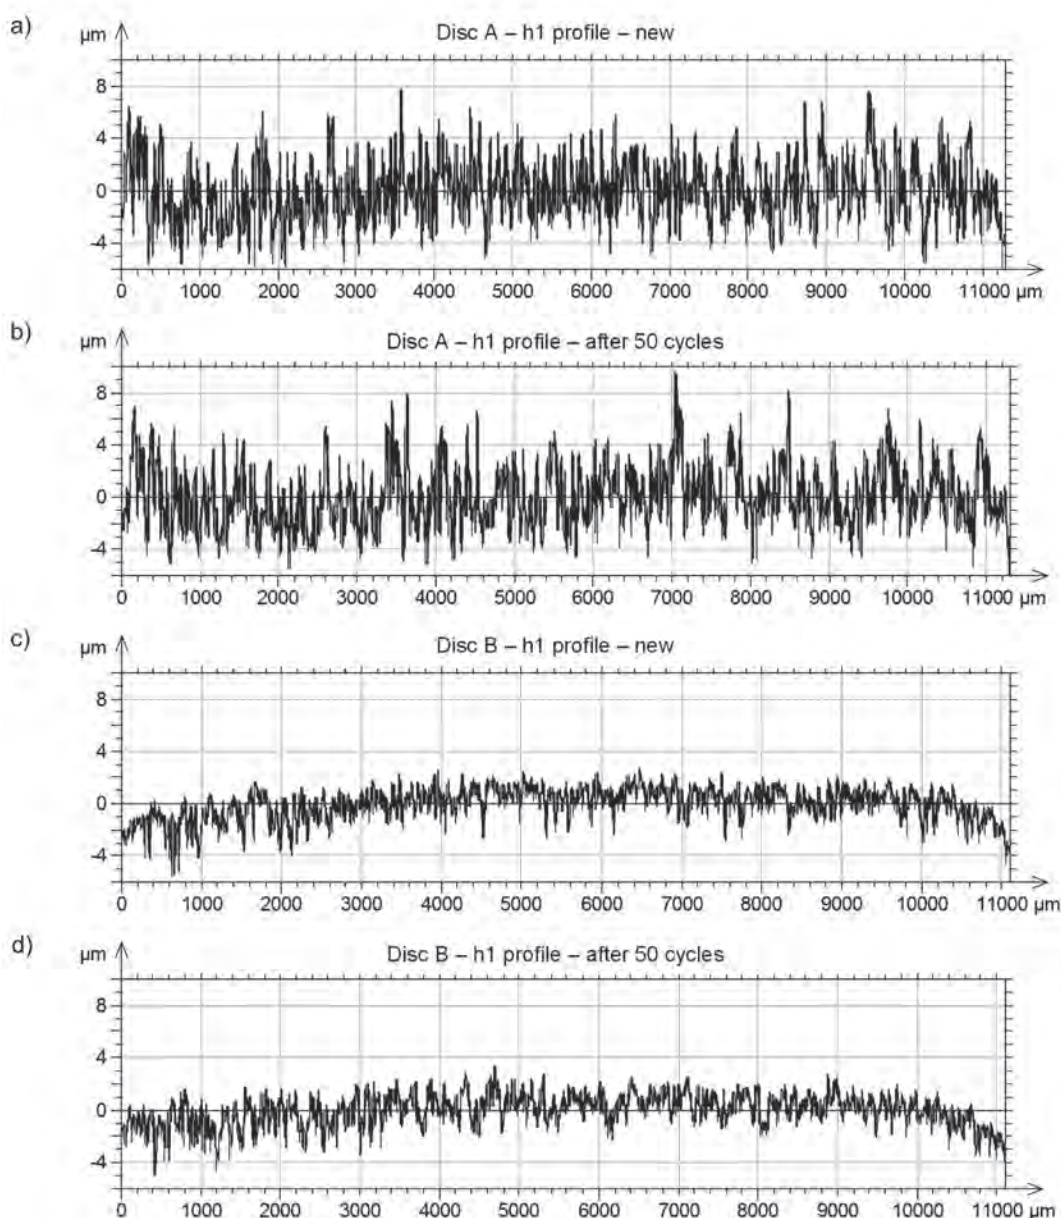 a)
µm
Disc A – h1 profile – new
8
4
0
-4
0 1000 2000 3000 4000 5000 6000 7000 8000 9000 10000 11000 µm
b)
µm
Disc A – h1 profile – after 50 cycles
8
4
0
-4
0 1000 2000 3000 4000 5000 6000 7000 8000 9000 10000 11000 µm
c)
µm
Disc B – h1 profile – new
8
4
0
-4
0 1000 2000 3000 4000 5000 6000 7000 8000 9000 10000 11000 µm
d)
µm
Disc B – h1 profile – after 50 cycles
8
4
0
-4
0 1000 2000 3000 4000 5000 6000 7000 8000 9000 10000 11000 µm